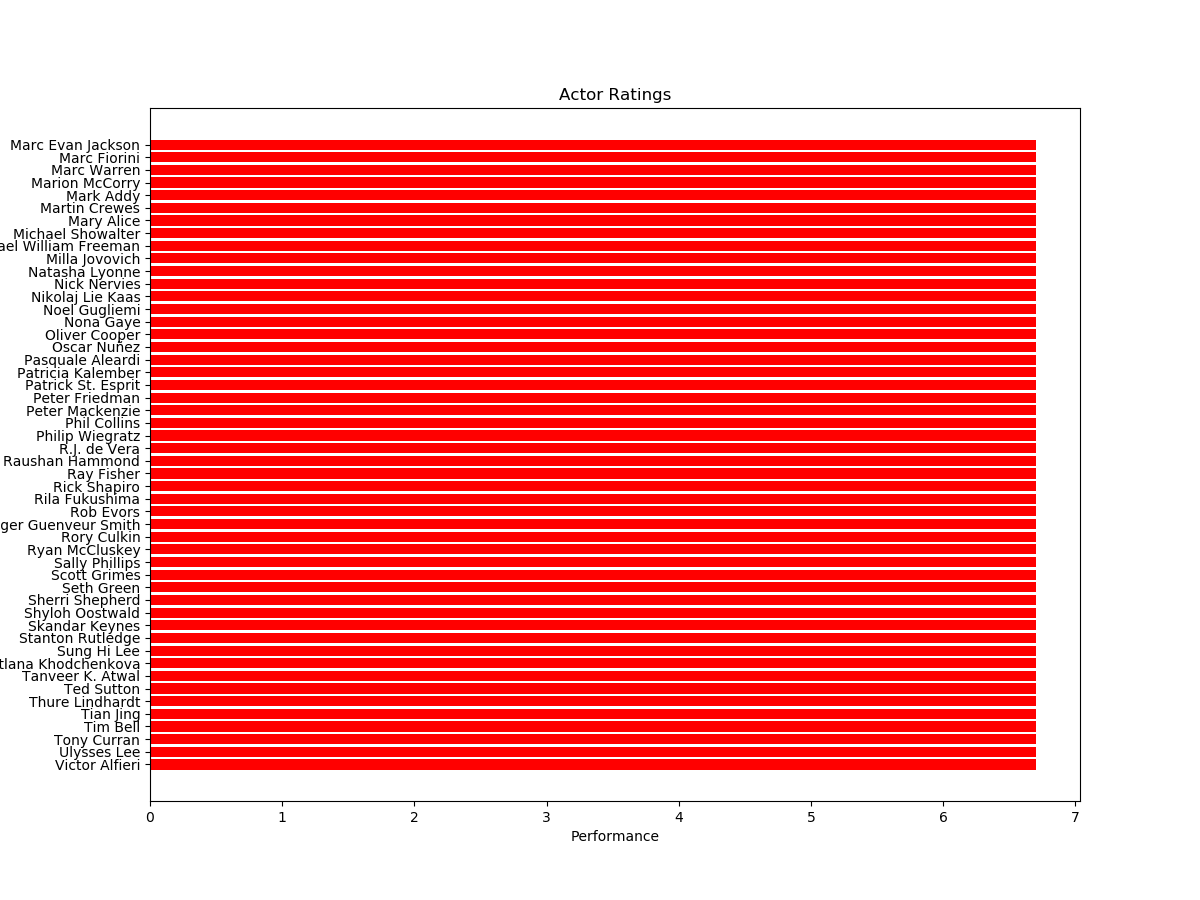 Actor Ratings
Marc Evan Jackson
Marc Fiorini
Marc Warren
Marion McCorry
Mark Addy
Martin Crewes
Mary Alice
Michael Showalter
ael William Freeman
Milla Jovovich
Natasha Lyonne
Nick Nervies
Nikolaj Lie Kaas
Noel Gugliemi
Nona Gaye
Oliver Cooper
Oscar Nuñez
Pasquale Aleardi
Patricia Kalember
Patrick St. Esprit
Peter Friedman
Peter Mackenzie
Phil Collins
Philip Wiegratz
R.J. de Vera
Raushan Hammond
Ray Fisher
Rick Shapiro
Rila Fukushima
Rob Evors
ger Guenveur Smith
Rory Culkin
Ryan McCluskey
Sally Phillips
Scott Grimes
Seth Green
Sherri Shepherd
Shyloh Oostwald
Skandar Keynes
Stanton Rutledge
Sung Hi Lee
tlana Khodchenkova
Tanveer K. Atwal
Ted Sutton
Thure Lindhardt
Tian Jing
Tim Bell
Tony Curran
Ulysses Lee
Victor Alfieri
0 1 2 3 4 5 6 7
Performance